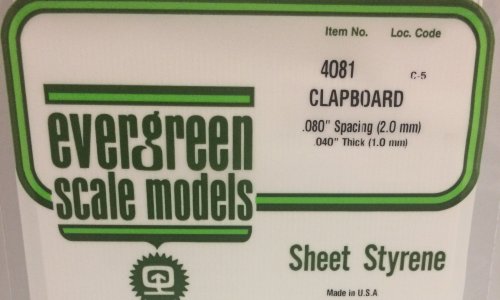 Item No. Loc. Code
4081 C-5
CLAPBOARD
.080" Spacing (2.0 mm)
.040" Thick (1.0 mm)
evergreen
scale models
Sheet Styrene
Made in U.S.A